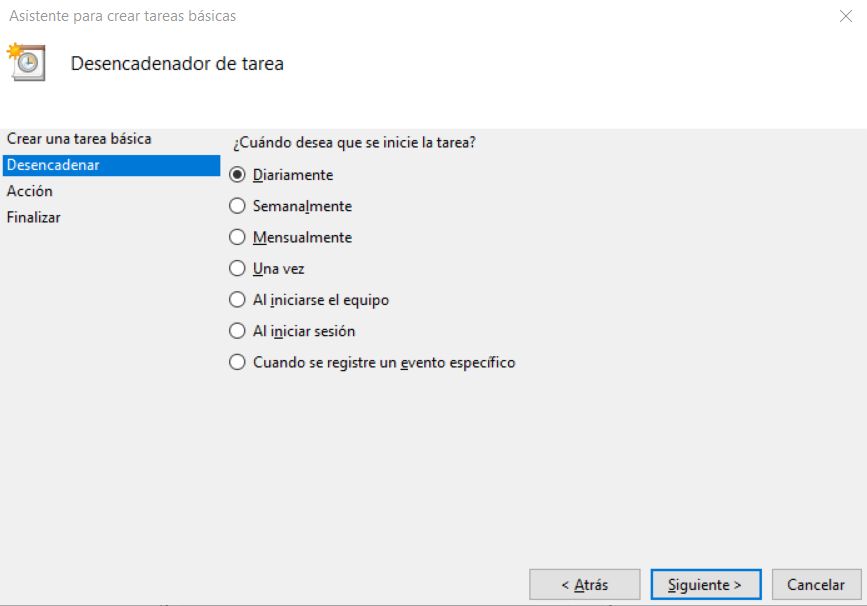 Asistente para crear tareas básicas
Desencadenador de tarea
Crear una tarea básica
Desencadenar
Acción
Finalizar
¿Cuándo desea que se inicie la tarea?
Diariamente
Semanalmente
Mensualmente
Una vez
Al iniciarse el equipo
Al iniciar sesión
Cuando se registre un evento específico
< Atrás
Siguiente >
Cancelar